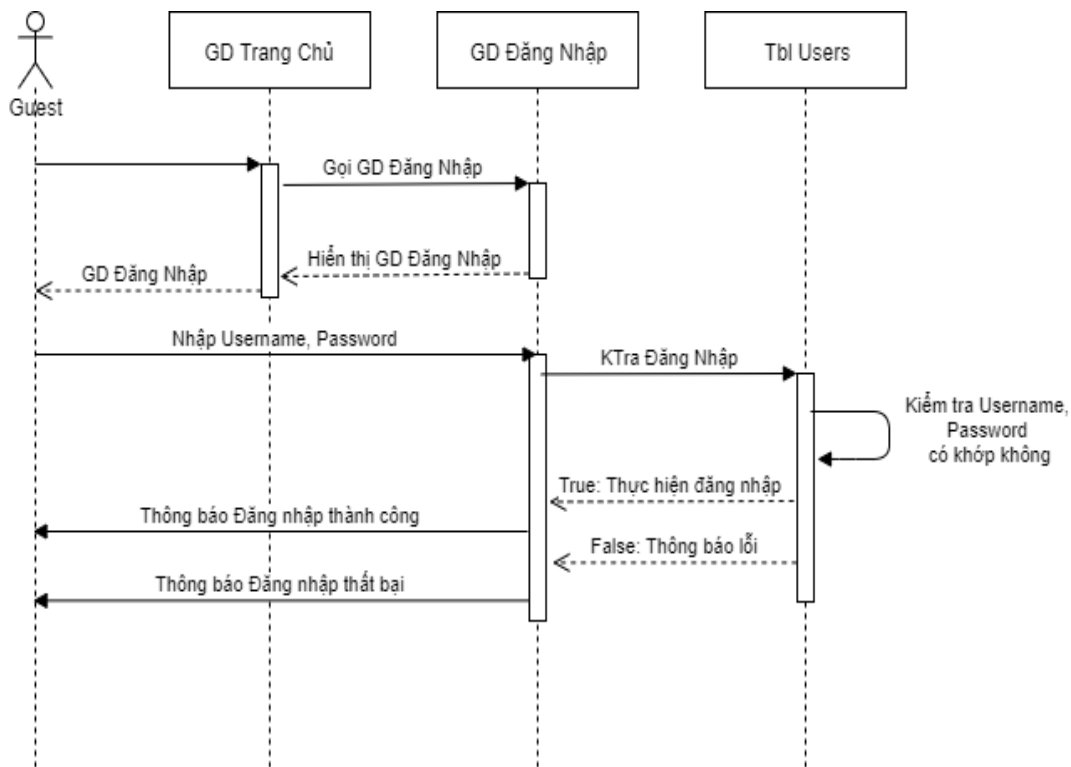 GD Trang Chủ
GD Đăng Nhập
Tbl Users
Guest
Gọi GD Đăng Nhập
Hiển thị GD Đăng Nhập
GD Đăng Nhập
Nhập Username, Password
KTra Đăng Nhập
Kiểm tra Username,
Password
có khớp không
True: Thực hiện đăng nhập
Thông báo Đăng nhập thành công
False: Thông báo lỗi
Thông báo Đăng nhập thất bại